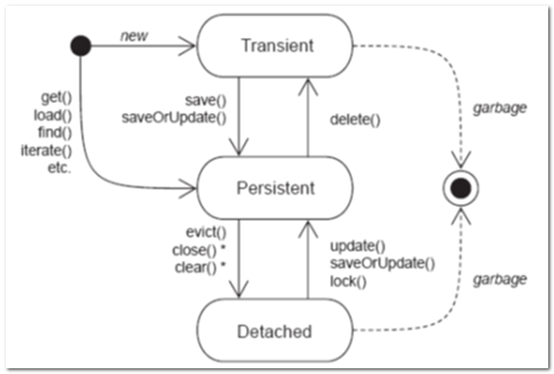 new
Transient
get()
load()
find()
iterate()
etc.
save()
saveOrUpdate()
delete()
garbage
Persistent
evict()
close() *
clear() *
update()
saveOrUpdate()
lock()
garbage
Detached